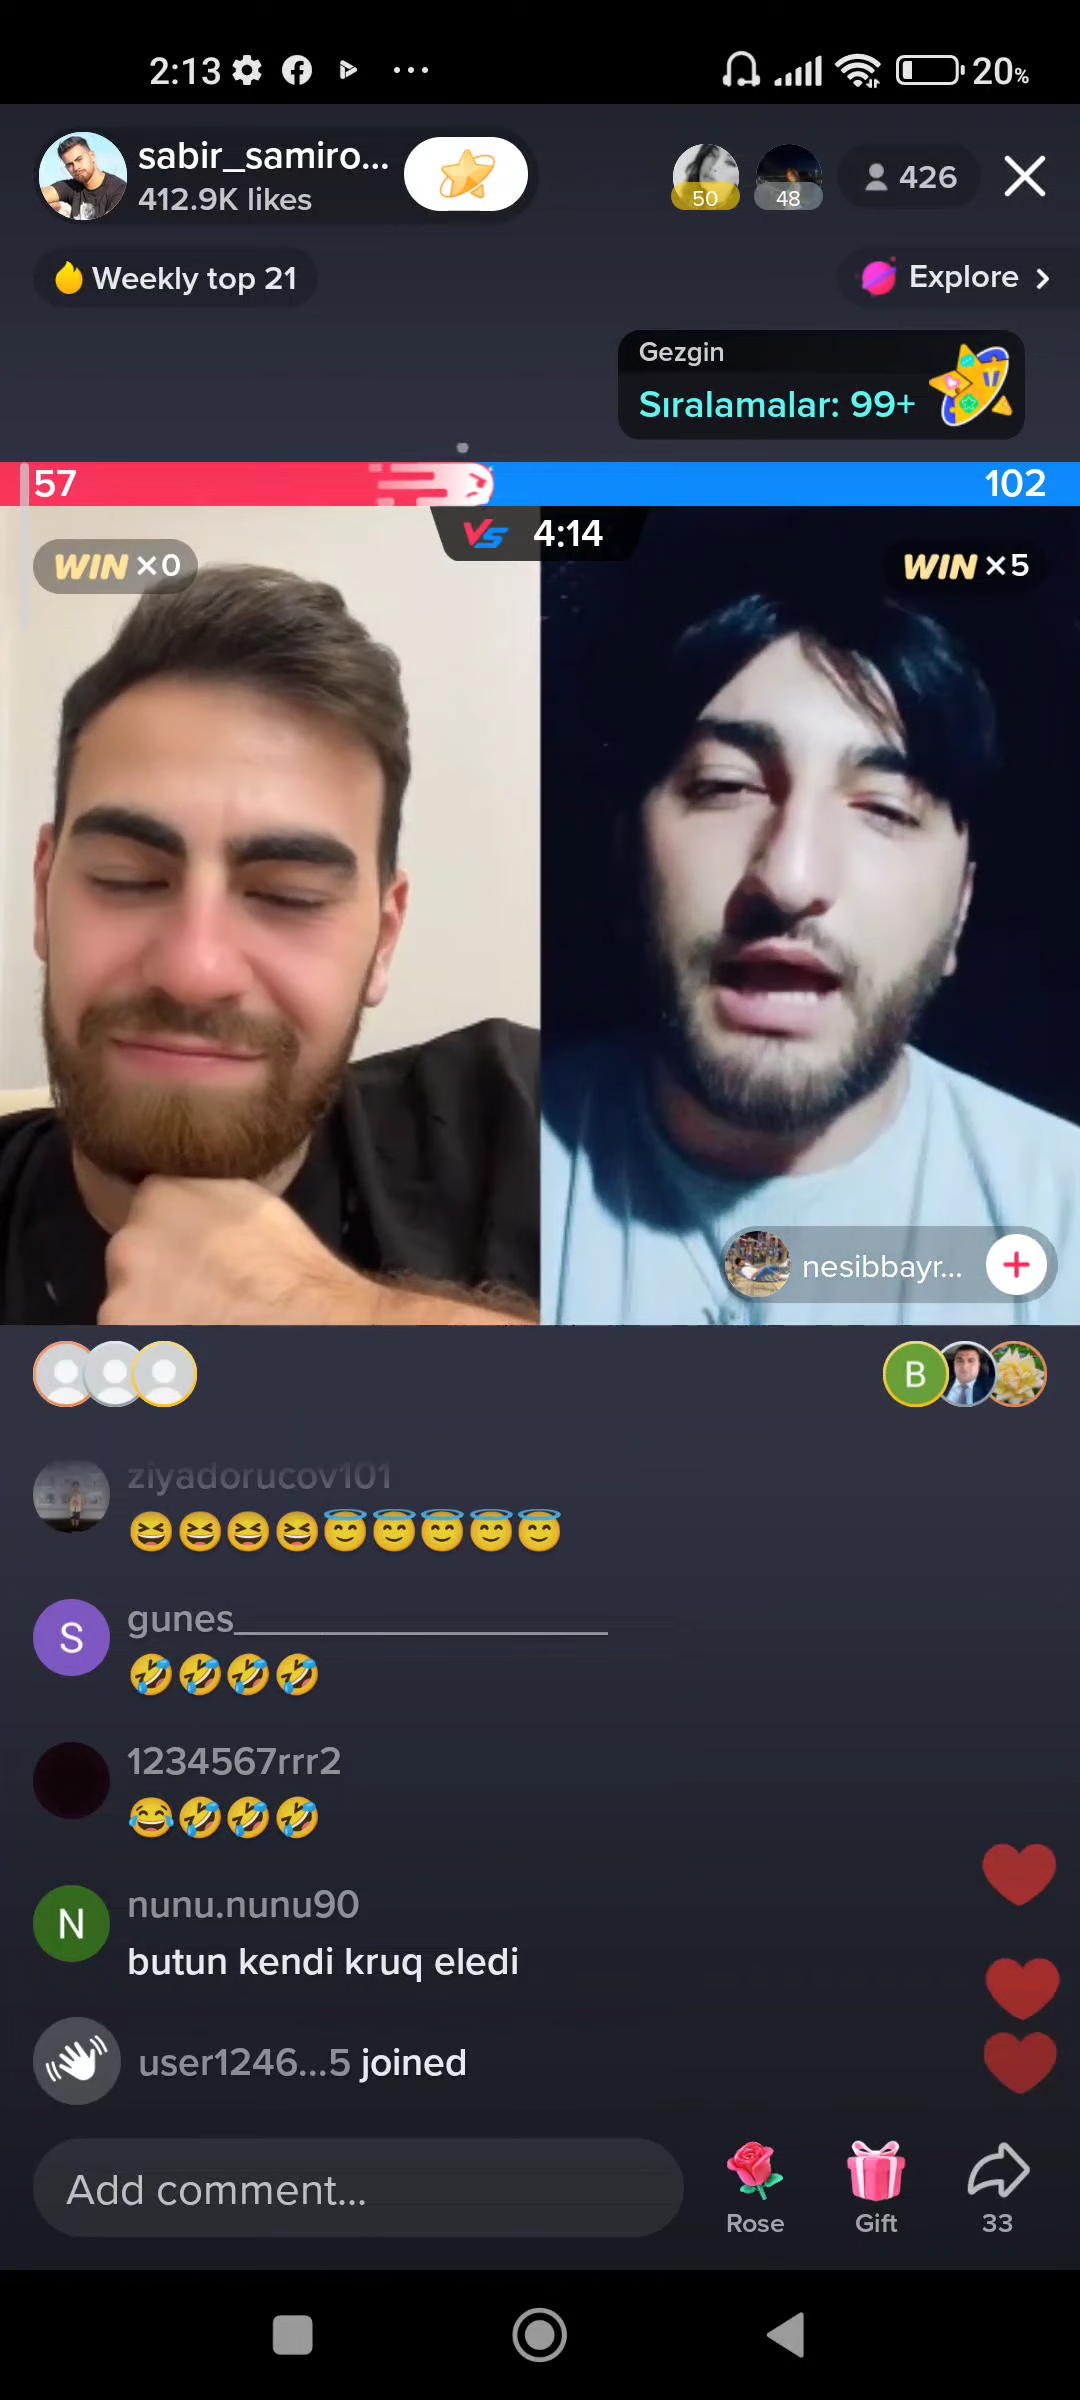 2:13
20%
sabir_samiro...
412.9K likes
50
48
426
Weekly top 21
Explore
Gezgin
Sıralamalar: 99+
57
102
VS 4:14
WIN ×0
WIN ×5
nesibbayr...
B
ziyadorucov101
😆😆😆😆😇😇😇😇😇
S
gunes_________________
🤣🤣🤣🤣
1234567rrr2
😂🤣🤣🤣
N
nunu.nunu90
butun kendi kruq eledi
user1246...5 joined
Add comment...
Rose
Gift
33